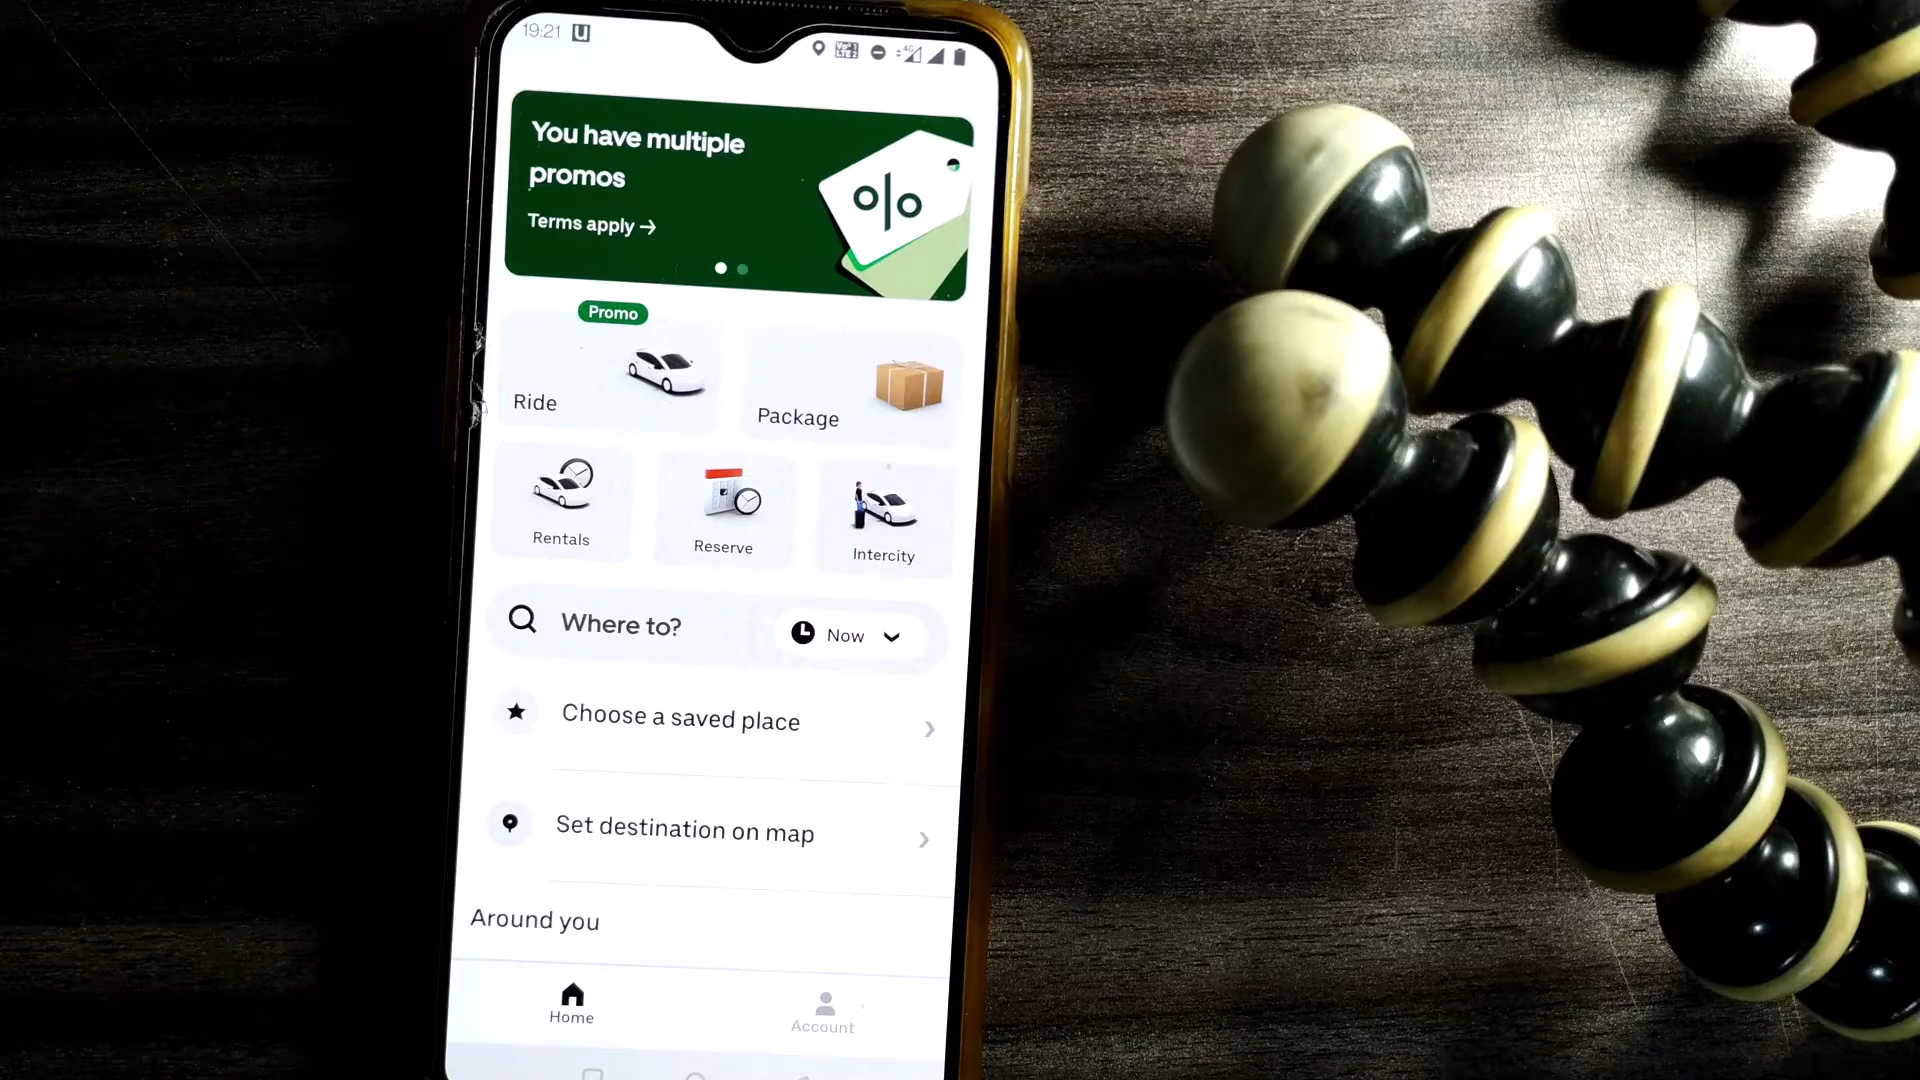 19:21
You have multiple
promos
Terms apply →
Promo
Ride
Package
Rentals
Reserve
Intercity
Where to?
Now
Choose a saved place
Set destination on map
Around you
Home
Account